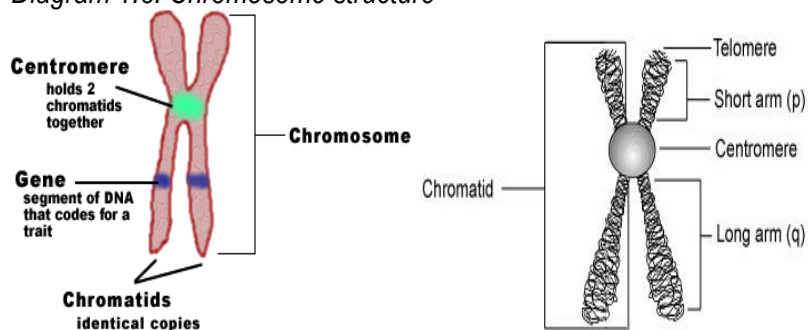 Diagram 1.6: Chromosome structure
Centromere
holds 2
chromatids
together
Chromosome
Gene
segment of DNA
that codes for a
trait
Chromatids
identical copies
Telomere
Short arm (p)
Centromere
Chromatid
Long arm (q)